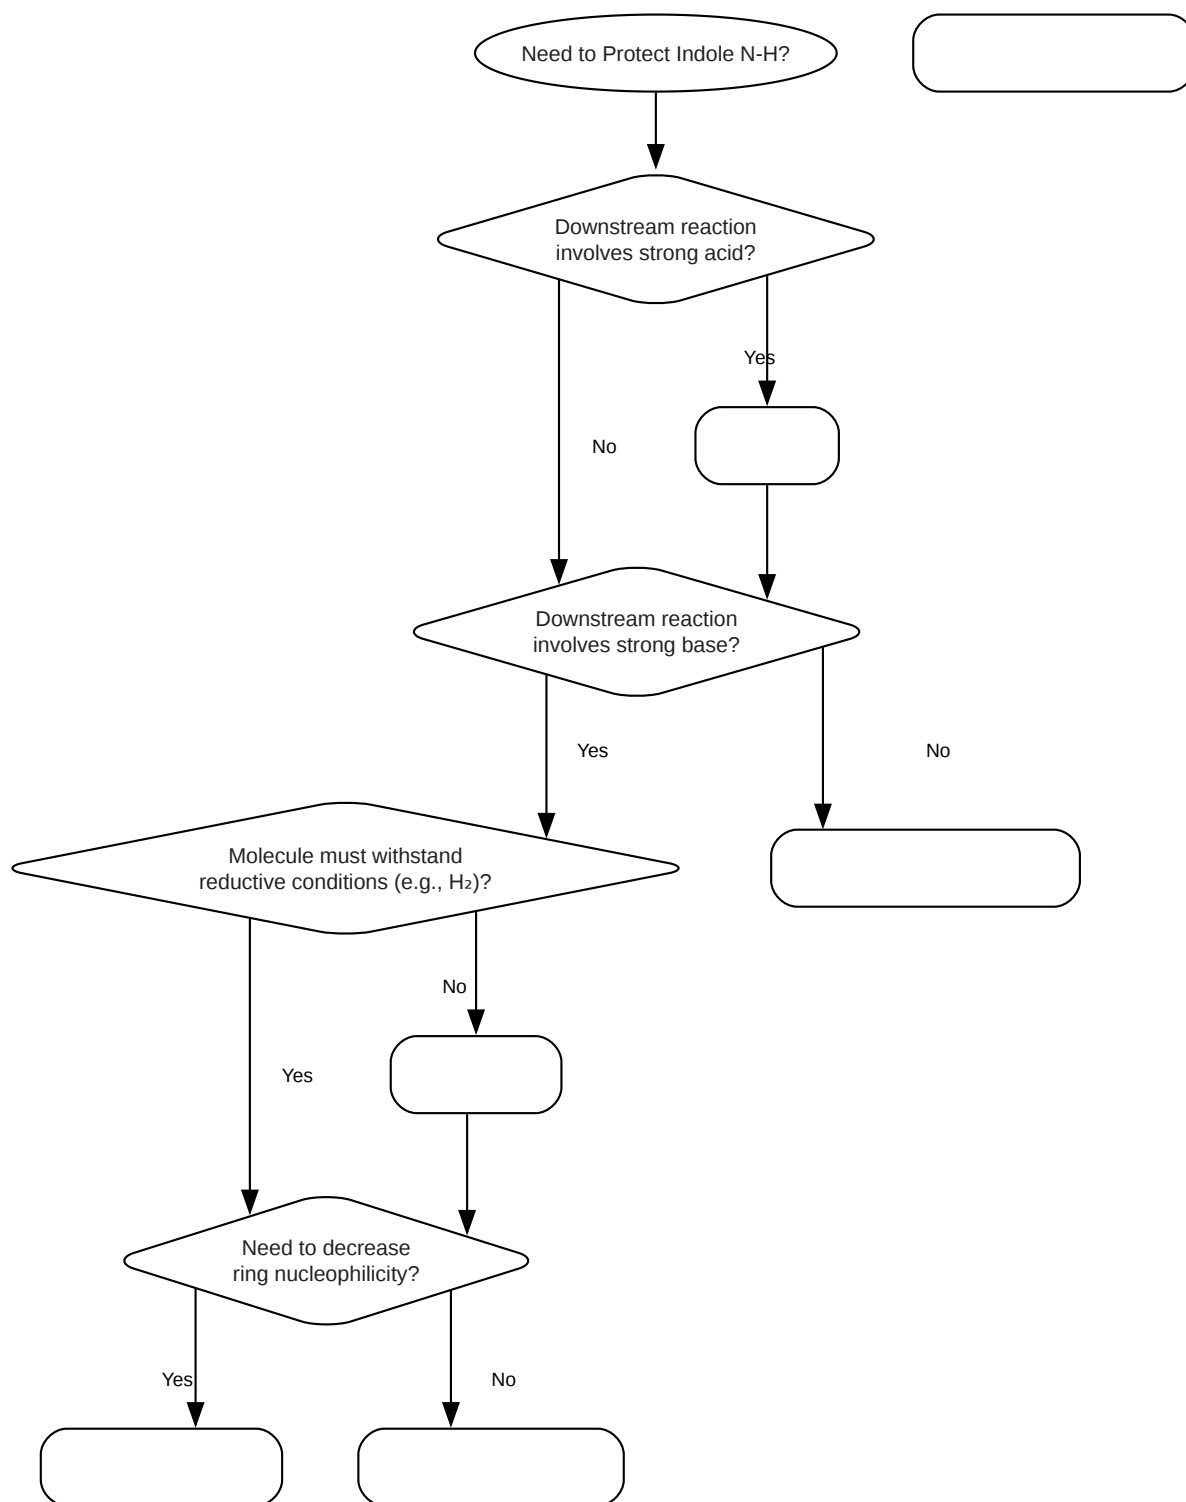 Need to Protect Indole N-H?
Downstream reaction
involves strong acid?
Yes
No
Downstream reaction
involves strong base?
Yes
No
Molecule must withstand
reductive conditions (e.g., H₂)?
No
Yes
Need to decrease
ring nucleophilicity?
Yes
No